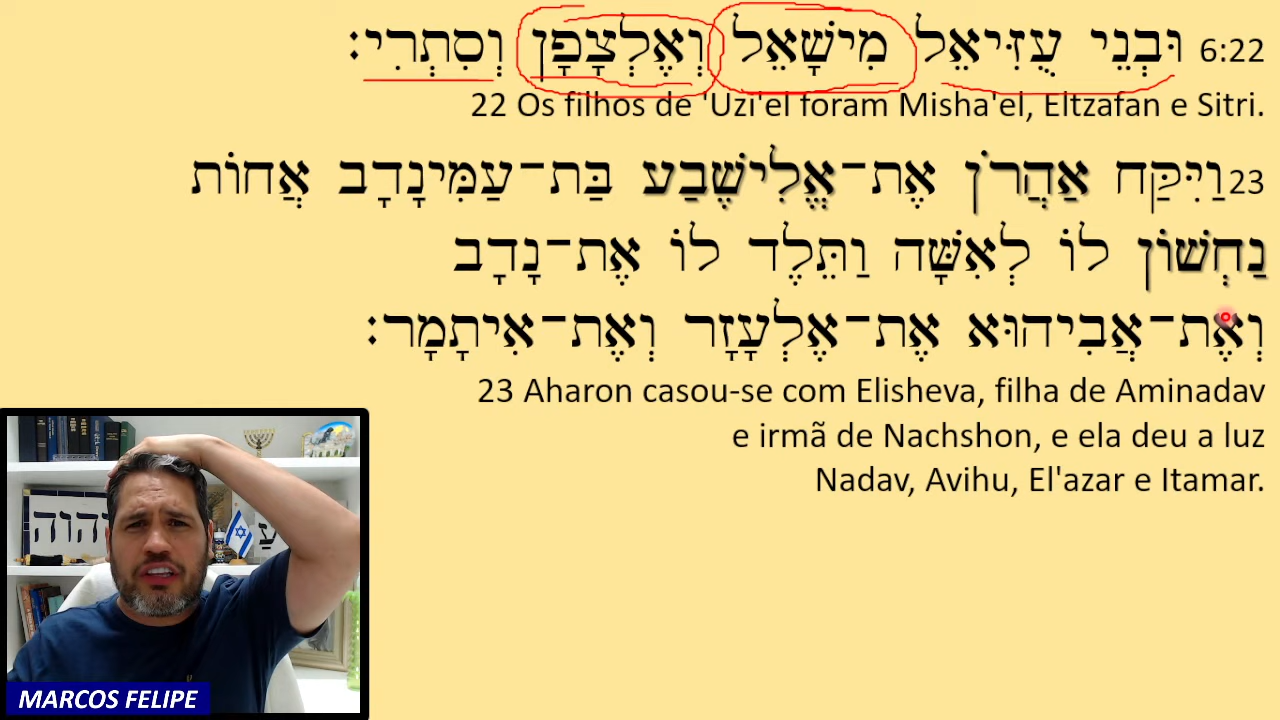 6:22 וּבְנֵי עֻזִּיאֵל מִישָׁאֵל וְאֶלְצָפָן וְסִתְרִי׃
22 Os filhos de 'Uzi'el foram Misha'el, Eltzafan e Sitri.
23 וַיִּקַּח אַהֲרֹן אֶת־אֱלִישֶׁבַע בַּת־עַמִּינָדָב אֲחוֹת
נַחְשׁוֹן לוֹ לְאִשָּׁה וַתֵּלֶד לוֹ אֶת־נָדָב
וְאֶת־אֲבִיהוּא אֶת־אֶלְעָזָר וְאֶת־אִיתָמָר׃
23 Aharon casou-se com Elisheva, filha de Aminadav
e irmã de Nachshon, e ela deu a luz
Nadav, Avihu, El'azar e Itamar.
יהוה
MARCOS FELIPE